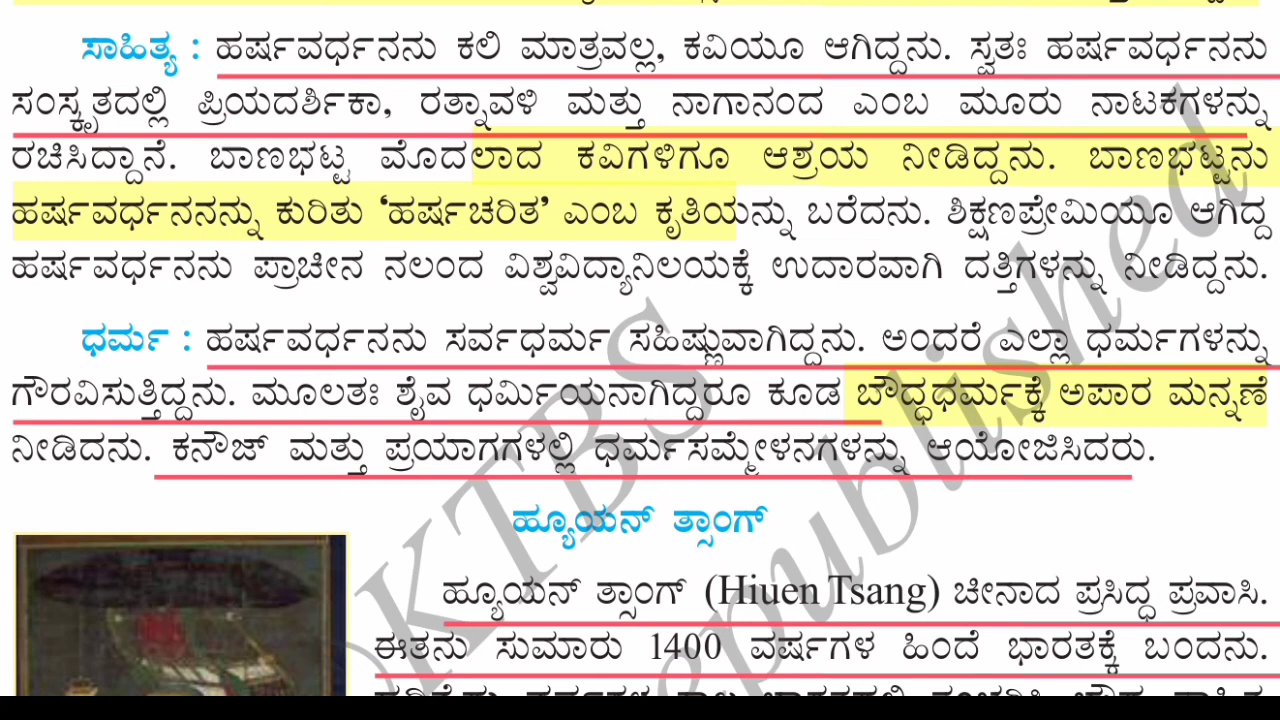 ಸಾಹಿತ್ಯ : ಹರ್ಷವರ್ಧನನು ಕಲಿ ಮಾತ್ರವಲ್ಲ, ಕವಿಯೂ ಆಗಿದ್ದನು. ಸ್ವತಃ ಹರ್ಷವರ್ಧನನು
ಸಂಸ್ಕೃತದಲ್ಲಿ ಪ್ರಿಯದರ್ಶಿಕಾ, ರತ್ನಾವಳಿ ಮತ್ತು ನಾಗಾನಂದ ಎಂಬ ಮೂರು ನಾಟಕಗಳನ್ನು
ರಚಿಸಿದ್ದಾನೆ. ಬಾಣಭಟ್ಟ ಮೊದಲಾದ ಕವಿಗಳಿಗೂ ಆಶ್ರಯ ನೀಡಿದ್ದನು. ಬಾಣಭಟ್ಟನು
ಹರ್ಷವರ್ಧನನನ್ನು ಕುರಿತು ‘ಹರ್ಷಚರಿತ’ ಎಂಬ ಕೃತಿಯನ್ನು ಬರೆದನು. ಶಿಕ್ಷಣಪ್ರೇಮಿಯೂ ಆಗಿದ್ದ
ಹರ್ಷವರ್ಧನನು ಪ್ರಾಚೀನ ನಲಂದ ವಿಶ್ವವಿದ್ಯಾನಿಲಯಕ್ಕೆ ಉದಾರವಾಗಿ ದತ್ತಿಗಳನ್ನು ನೀಡಿದ್ದನು.
ಧರ್ಮ : ಹರ್ಷವರ್ಧನನು ಸರ್ವಧರ್ಮ ಸಹಿಷ್ಣುವಾಗಿದ್ದನು. ಅಂದರೆ ಎಲ್ಲಾ ಧರ್ಮಗಳನ್ನು
ಗೌರವಿಸುತ್ತಿದ್ದನು. ಮೂಲತಃ ಶೈವ ಧರ್ಮಿಯನಾಗಿದ್ದರೂ ಕೂಡ ಬೌದ್ಧಧರ್ಮಕ್ಕೆ ಅಪಾರ ಮನ್ನಣೆ
ನೀಡಿದನು. ಕನೌಜ್ ಮತ್ತು ಪ್ರಯಾಗಗಳಲ್ಲಿ ಧರ್ಮಸಮ್ಮೇಳನಗಳನ್ನು ಆಯೋಜಿಸಿದರು.
ಹ್ಯೂಯನ್ ತ್ಸಾಂಗ್
ಹ್ಯೂಯನ್ ತ್ಸಾಂಗ್ (Hiuen Tsang) ಚೀನಾದ ಪ್ರಸಿದ್ಧ ಪ್ರವಾಸಿ.
ಈತನು ಸುಮಾರು 1400 ವರ್ಷಗಳ ಹಿಂದೆ ಭಾರತಕ್ಕೆ ಬಂದನು.
KTBS
republished